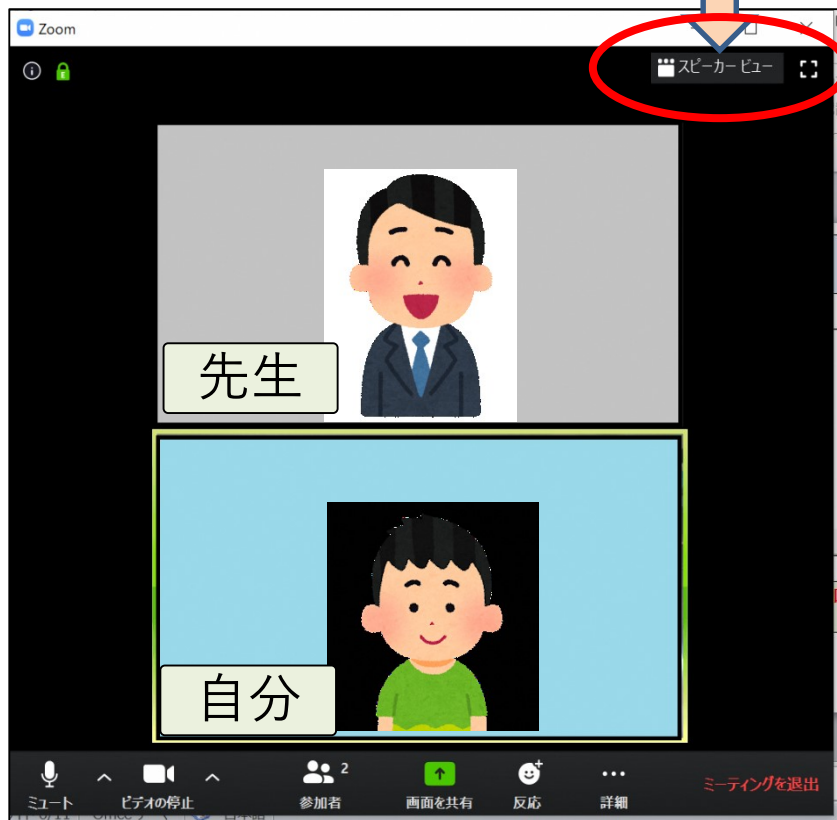 Zoom
スピーカー ビュー
先生
自分
2
ミュート
ビデオの停止
参加者
画面を共有
反応
詳細
ミーティングを退出